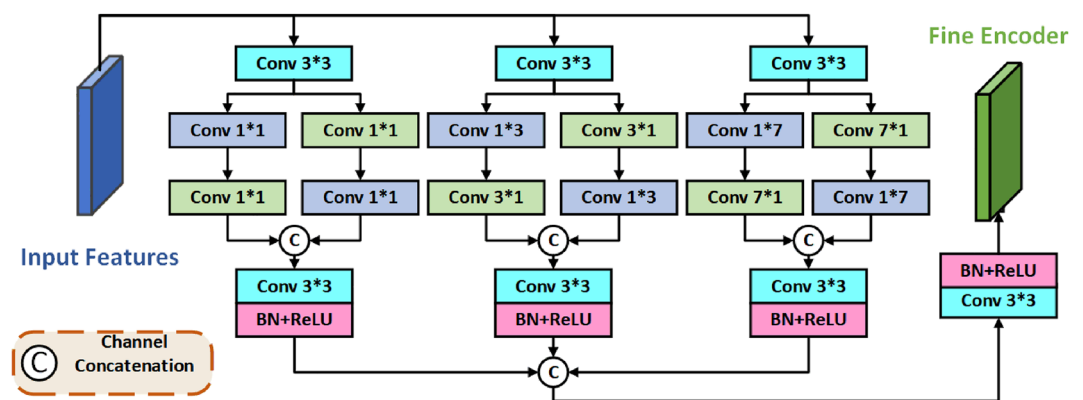 Fine Encoder
Conv 3*3
Conv 3*3
Conv 3*3
Conv 1*1
Conv 1*1
Conv 1*3
Conv 3*1
Conv 1*7
Conv 7*1
Conv 1*1
Conv 1*1
Conv 3*1
Conv 1*3
Conv 7*1
Conv 1*7
C
C
C
Input Features
Conv 3*3
BN+ReLU
Conv 3*3
BN+ReLU
Conv 3*3
BN+ReLU
BN+ReLU
Conv 3*3
C
Channel
Concatenation
C